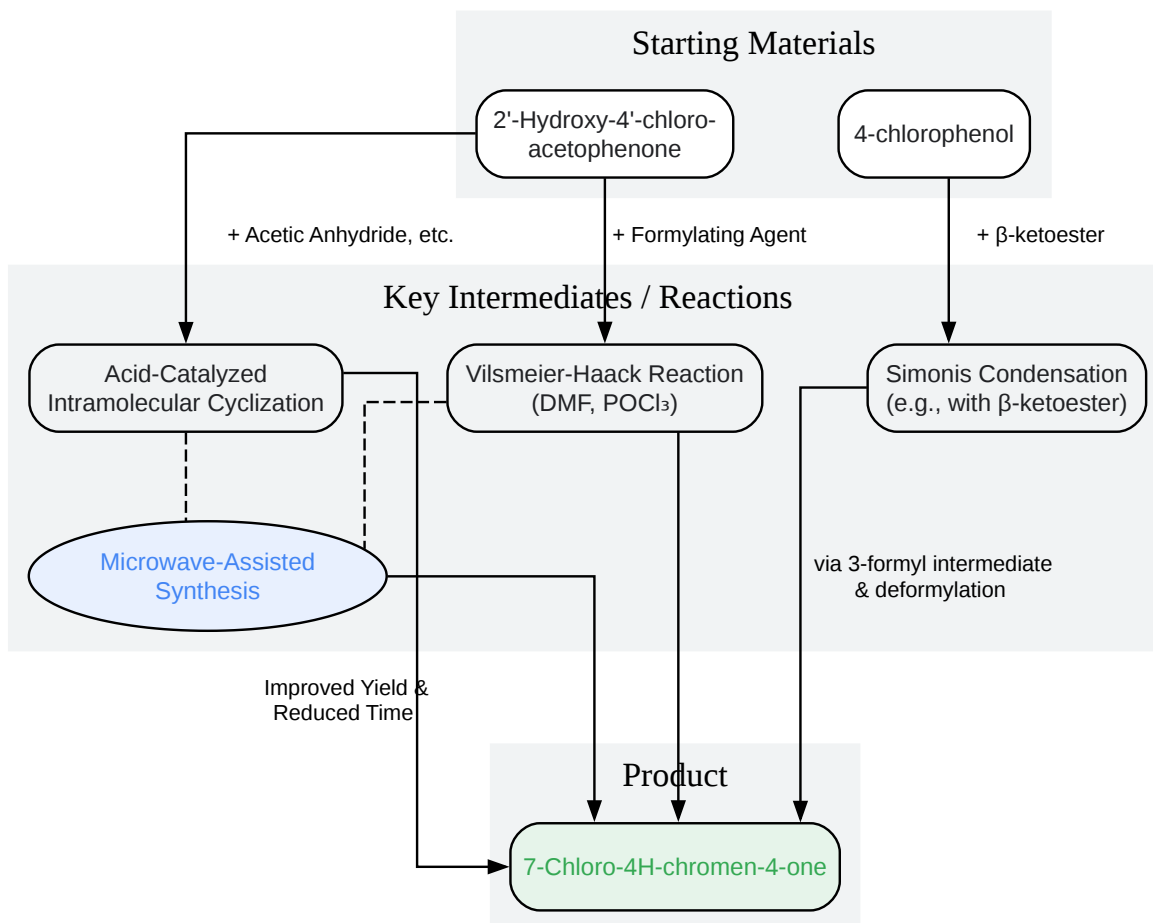 Starting Materials
2'-Hydroxy-4'-chloro-
acetophenone
4-chlorophenol
+ Acetic Anhydride, etc.
+ Formylating Agent
+ β-ketoester
Key Intermediates / Reactions
Acid-Catalyzed
Intramolecular Cyclization
Vilsmeier-Haack Reaction
(DMF, POCl₃)
Simonis Condensation
(e.g., with β-ketoester)
Microwave-Assisted
Synthesis
via 3-formyl intermediate
& deformylation
Improved Yield &
Reduced Time
Product
7-Chloro-4H-chromen-4-one